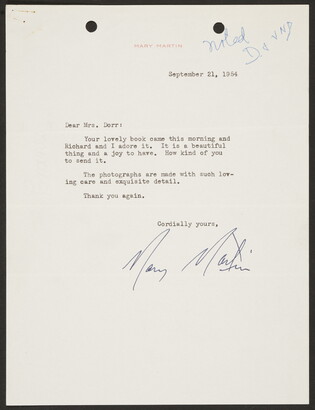 MARY MARTIN
noted
September 21, 1964
Dear Mrs. Dorr:
Your lovely book came this morning and
Richard and I adore it. It is a beautiful
thing and a joy to have. How kind of you
to send it.
The photographs are made with such lov-
ing care and exquisite detail.
Thank you again.
Cordially yours,
Mary Martin